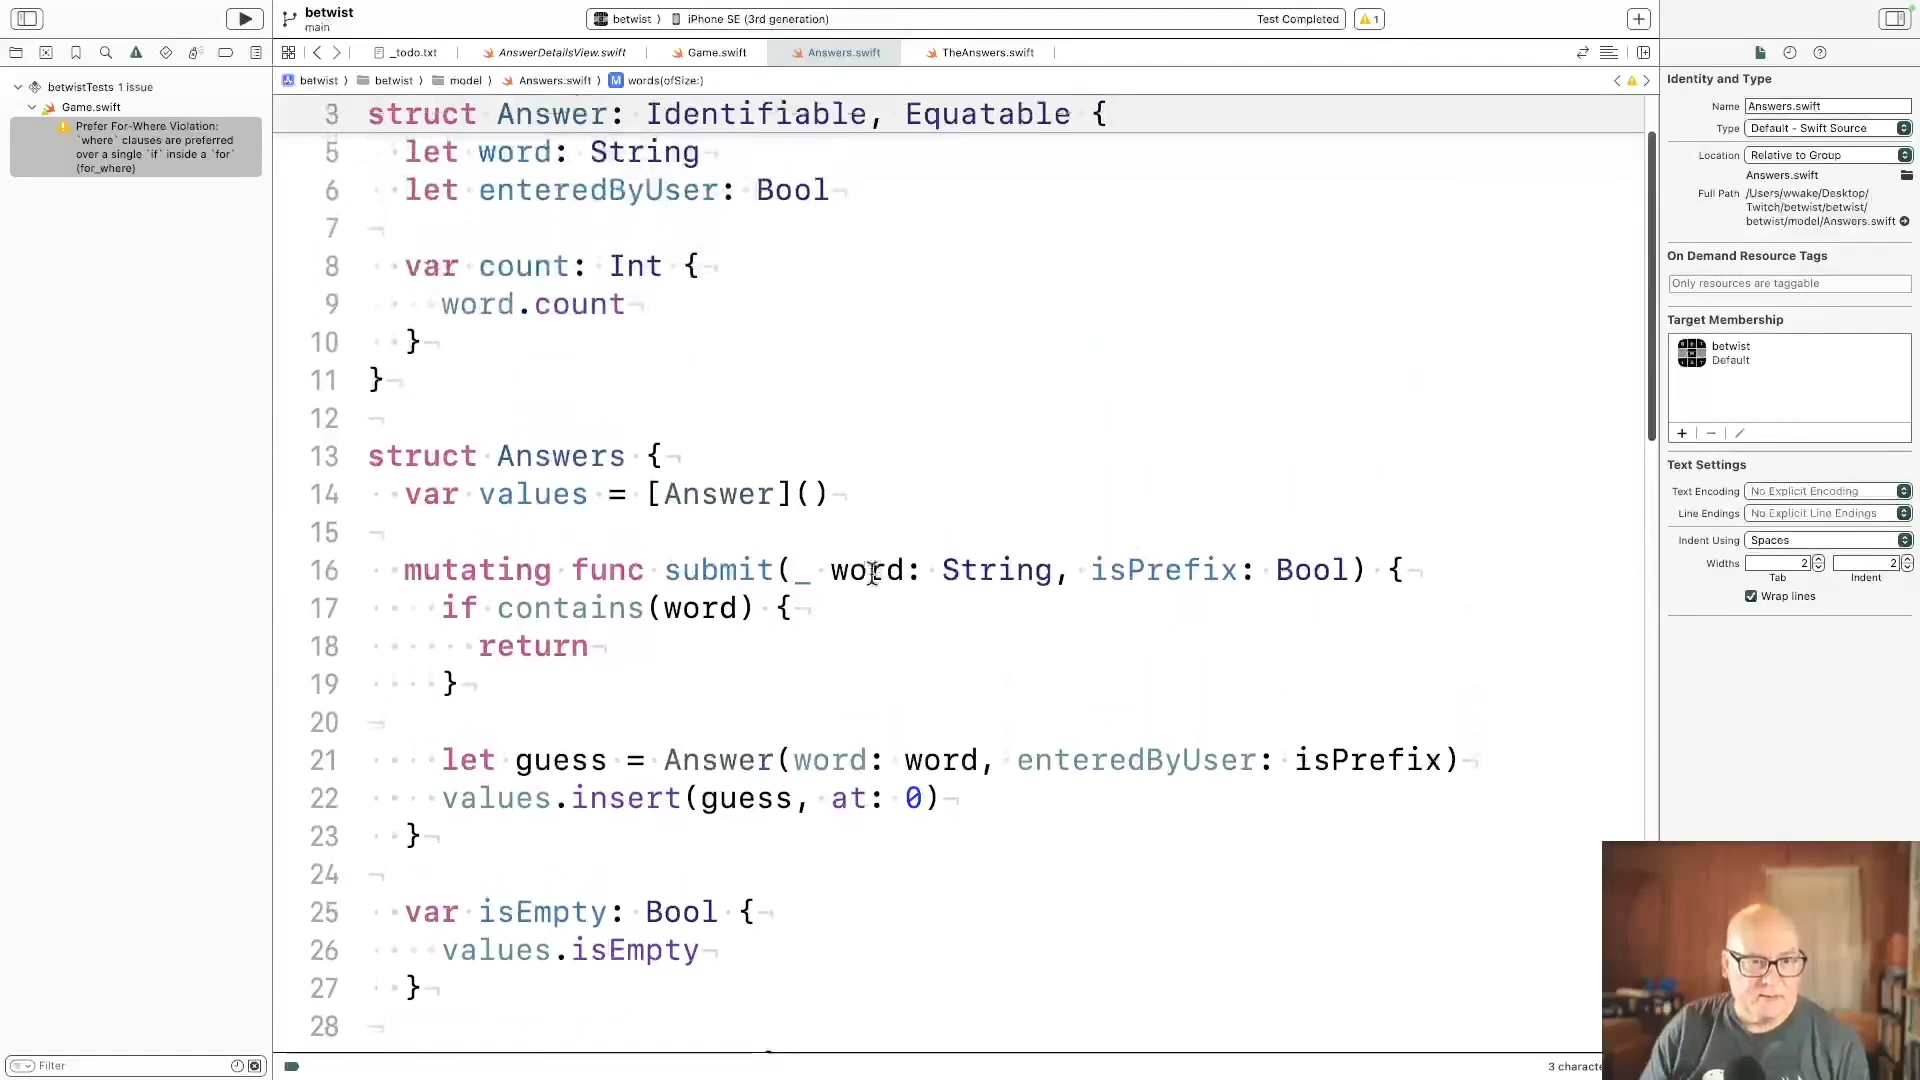 betwist
main
betwist ⟩ iPhone SE (3rd generation) Test Completed 1
_todo.txt AnswerDetailsView.swift Game.swift Answers.swift TheAnswers.swift
betwist ⟩ betwist ⟩ model ⟩ Answers.swift ⟩ M words(ofSize:)
betwistTests 1 issue
Game.swift
Prefer For-Where Violation:
`where` clauses are preferred
over a single `if` inside a `for`
(for_where)
Filter
3 struct Answer: Identifiable, Equatable {
5 let word: String
6 let enteredByUser: Bool
7
8 var count: Int {
9 word.count
10 }
11 }
12
13 struct Answers {
14 var values = [Answer]()
15
16 mutating func submit(_ word: String, isPrefix: Bool) {
17 if contains(word) {
18 return
19 }
20
21 let guess = Answer(word: word, enteredByUser: isPrefix)
22 values.insert(guess, at: 0)
23 }
24
25 var isEmpty: Bool {
26 values.isEmpty
27 }
28
Identity and Type
Name Answers.swift
Type Default - Swift Source
Location Relative to Group
Answers.swift
Full Path /Users/wwake/Desktop/
Twitch/betwist/betwist/
betwist/model/Answers.swift
On Demand Resource Tags
Only resources are taggable
Target Membership
betwist
Default
Text Settings
Text Encoding No Explicit Encoding
Line Endings No Explicit Line Endings
Indent Using Spaces
Widths 2 2
Tab Indent
Wrap lines